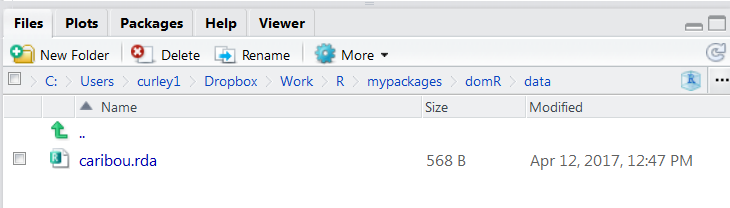 Files Plots Packages Help Viewer
New Folder Delete Rename More
C: Users curley1 Dropbox Work R mypackages domR data R ...
Name Size Modified
..
caribou.rda 568 B Apr 12, 2017, 12:47 PM